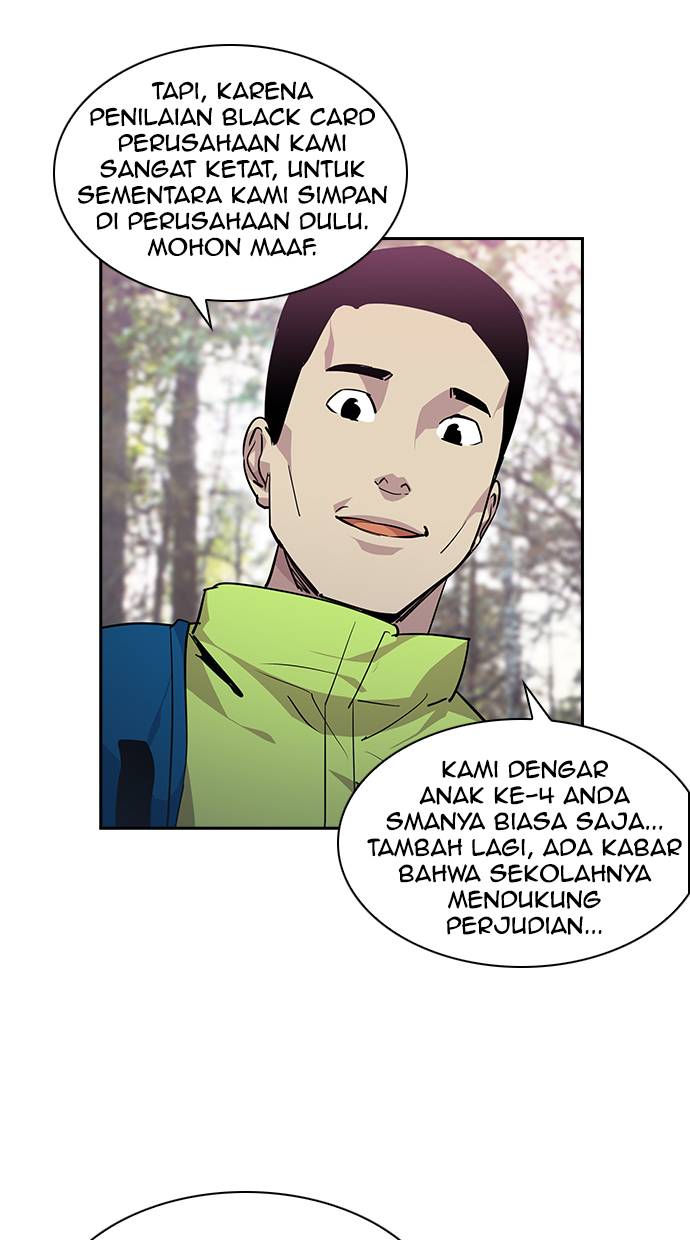 TAPI, KARENA
PENILAIAN BLACK CARD
PERUSAHAAN KAMI
SANGAT KETAT, UNTUK
SEMENTARA KAMI SIMPAN
DI PERUSAHAAN DULU.
MOHON MAAF.
KAMI DENGAR
ANAK KE-4 ANDA
SMANYA BIASA SAJA...
TAMBAH LAGI, ADA KABAR
BAHWA SEKOLAHNYA
MENDUKUNG
PERJUDIAN...